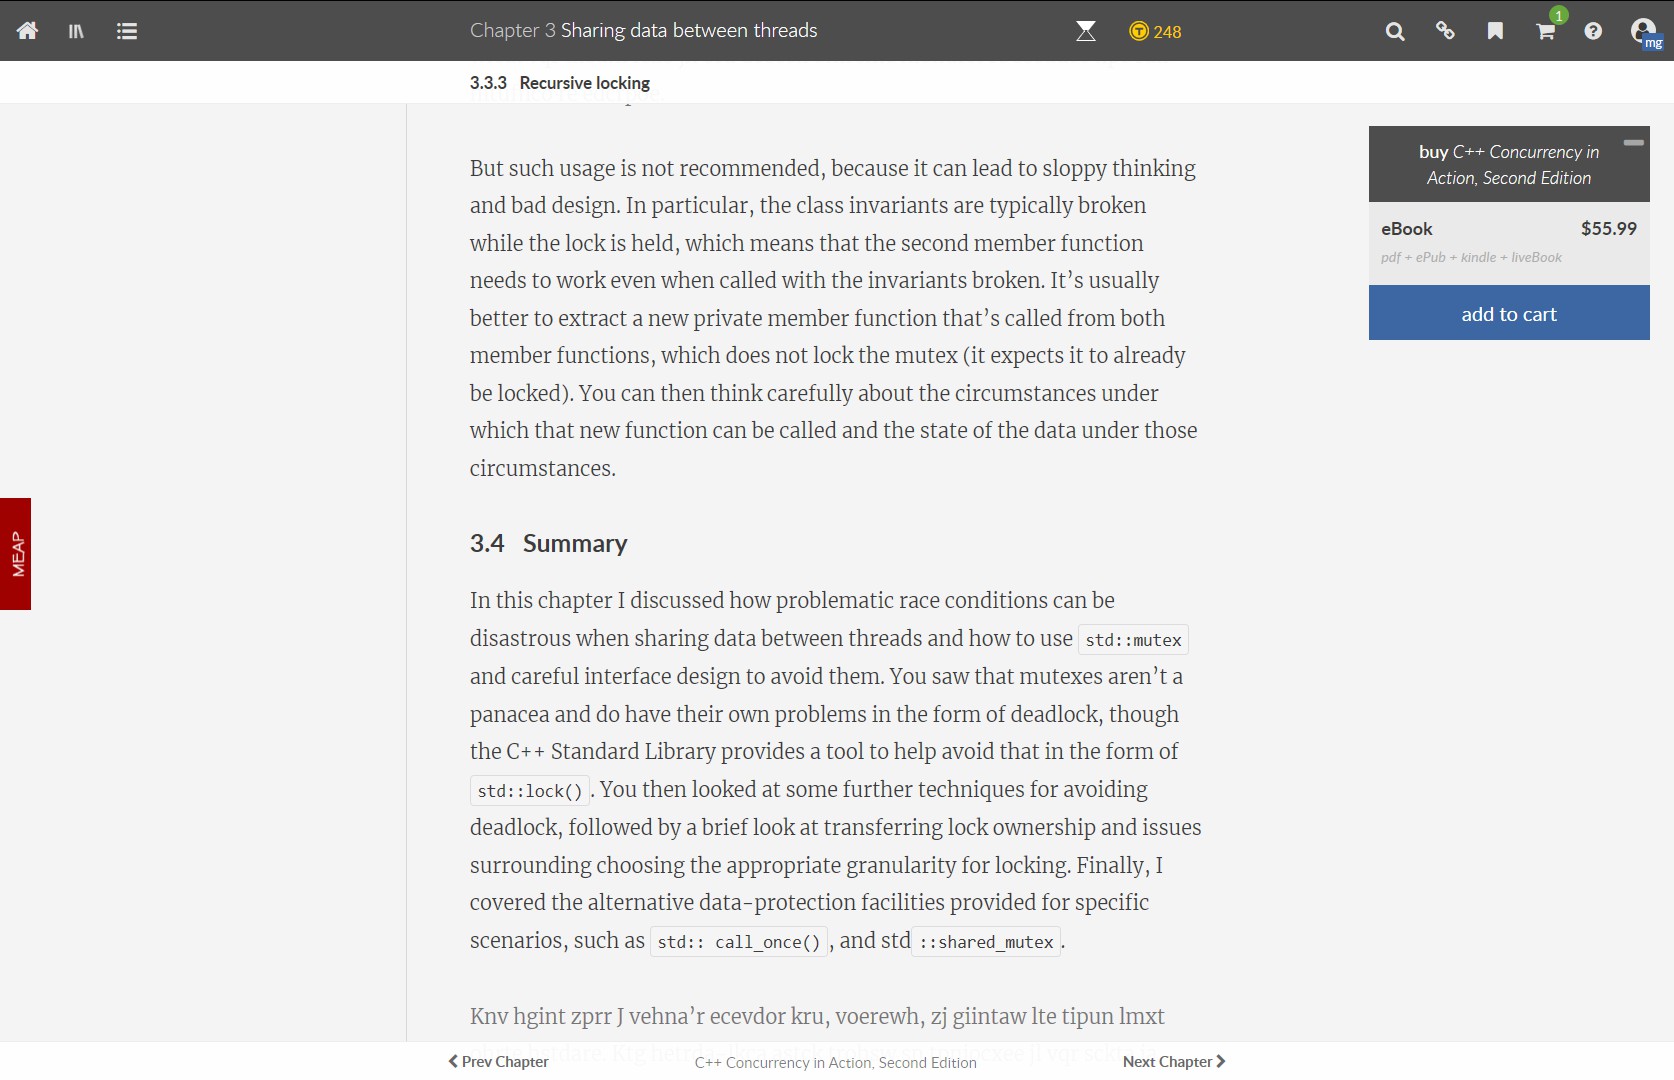 Chapter 3 Sharing data between threads
248
1
mg
3.3.3 Recursive locking
But such usage is not recommended, because it can lead to sloppy thinking
and bad design. In particular, the class invariants are typically broken
while the lock is held, which means that the second member function
needs to work even when called with the invariants broken. It’s usually
better to extract a new private member function that’s called from both
member functions, which does not lock the mutex (it expects it to already
be locked). You can then think carefully about the circumstances under
which that new function can be called and the state of the data under those
circumstances.
3.4 Summary
In this chapter I discussed how problematic race conditions can be
disastrous when sharing data between threads and how to use std::mutex
and careful interface design to avoid them. You saw that mutexes aren’t a
panacea and do have their own problems in the form of deadlock, though
the C++ Standard Library provides a tool to help avoid that in the form of
std::lock(). You then looked at some further techniques for avoiding
deadlock, followed by a brief look at transferring lock ownership and issues
surrounding choosing the appropriate granularity for locking. Finally, I
covered the alternative data-protection facilities provided for specific
scenarios, such as std:: call_once(), and std::shared_mutex.
Knv hgint zprr J vehna’r ecevdor kru, voerewh, zj giintaw lte tipun lmxt
buy C++ Concurrency in
Action, Second Edition
eBook $55.99
pdf + ePub + kindle + liveBook
add to cart
MEAP
Prev Chapter
C++ Concurrency in Action, Second Edition
Next Chapter